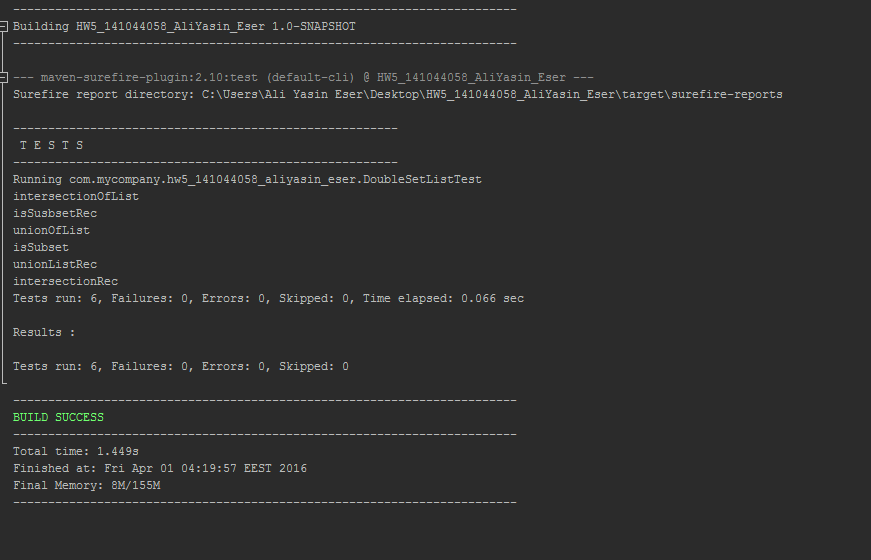 ------------------------------------------------------------------------
Building HW5_141044058_AliYasin_Eser 1.0-SNAPSHOT
------------------------------------------------------------------------
--- maven-surefire-plugin:2.10:test (default-cli) @ HW5_141044058_AliYasin_Eser ---
Surefire report directory: C:\Users\Ali Yasin Eser\Desktop\HW5_141044058_AliYasin_Eser\target\surefire-reports
-------------------------------------------------------
T E S T S
-------------------------------------------------------
Running com.mycompany.hw5_141044058_aliyasin_eser.DoubleSetListTest
intersectionOfList
isSusbsetRec
unionOfList
isSubset
unionListRec
intersectionRec
Tests run: 6, Failures: 0, Errors: 0, Skipped: 0, Time elapsed: 0.066 sec
Results :
Tests run: 6, Failures: 0, Errors: 0, Skipped: 0
------------------------------------------------------------------------
BUILD SUCCESS
------------------------------------------------------------------------
Total time: 1.449s
Finished at: Fri Apr 01 04:19:57 EEST 2016
Final Memory: 8M/155M
------------------------------------------------------------------------